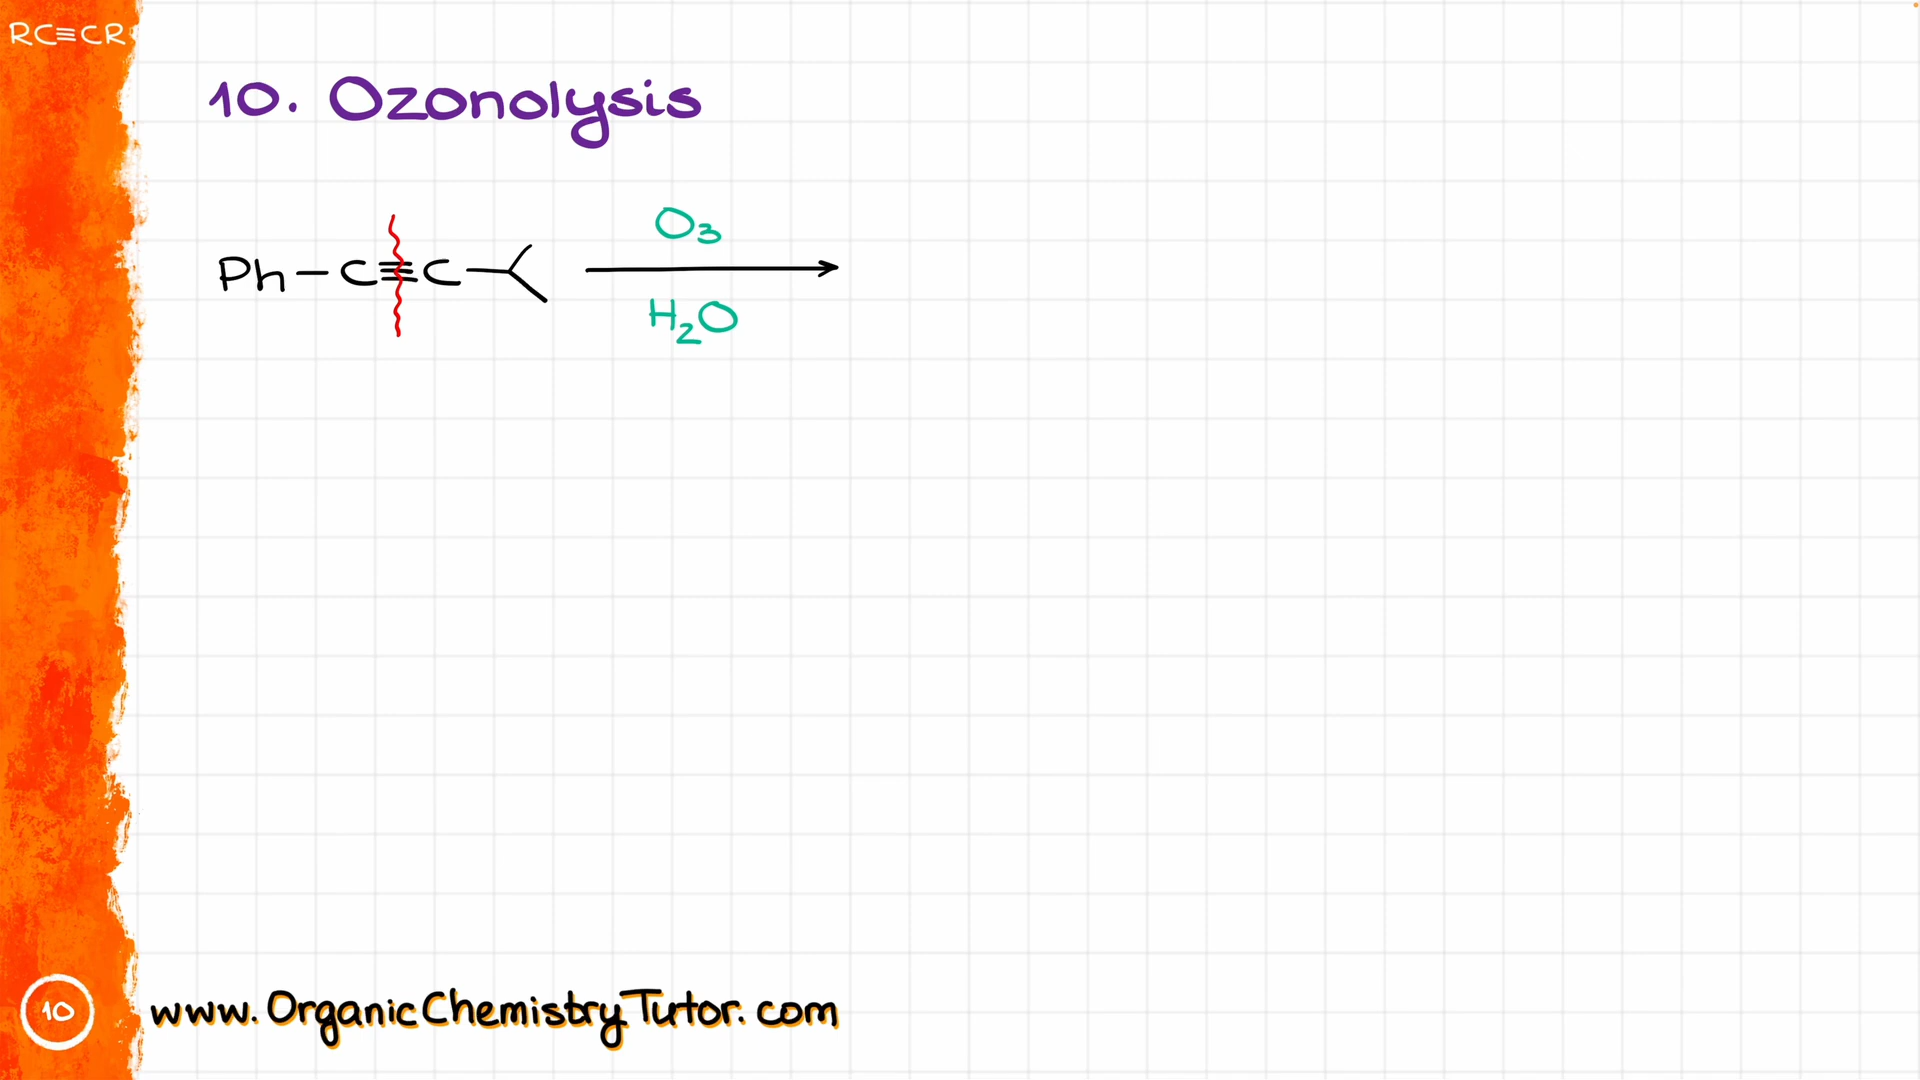 RC≡CR
10. Ozonolysis
O₃
Ph–C≡C
H₂O
10
www.OrganicChemistryTutor.com